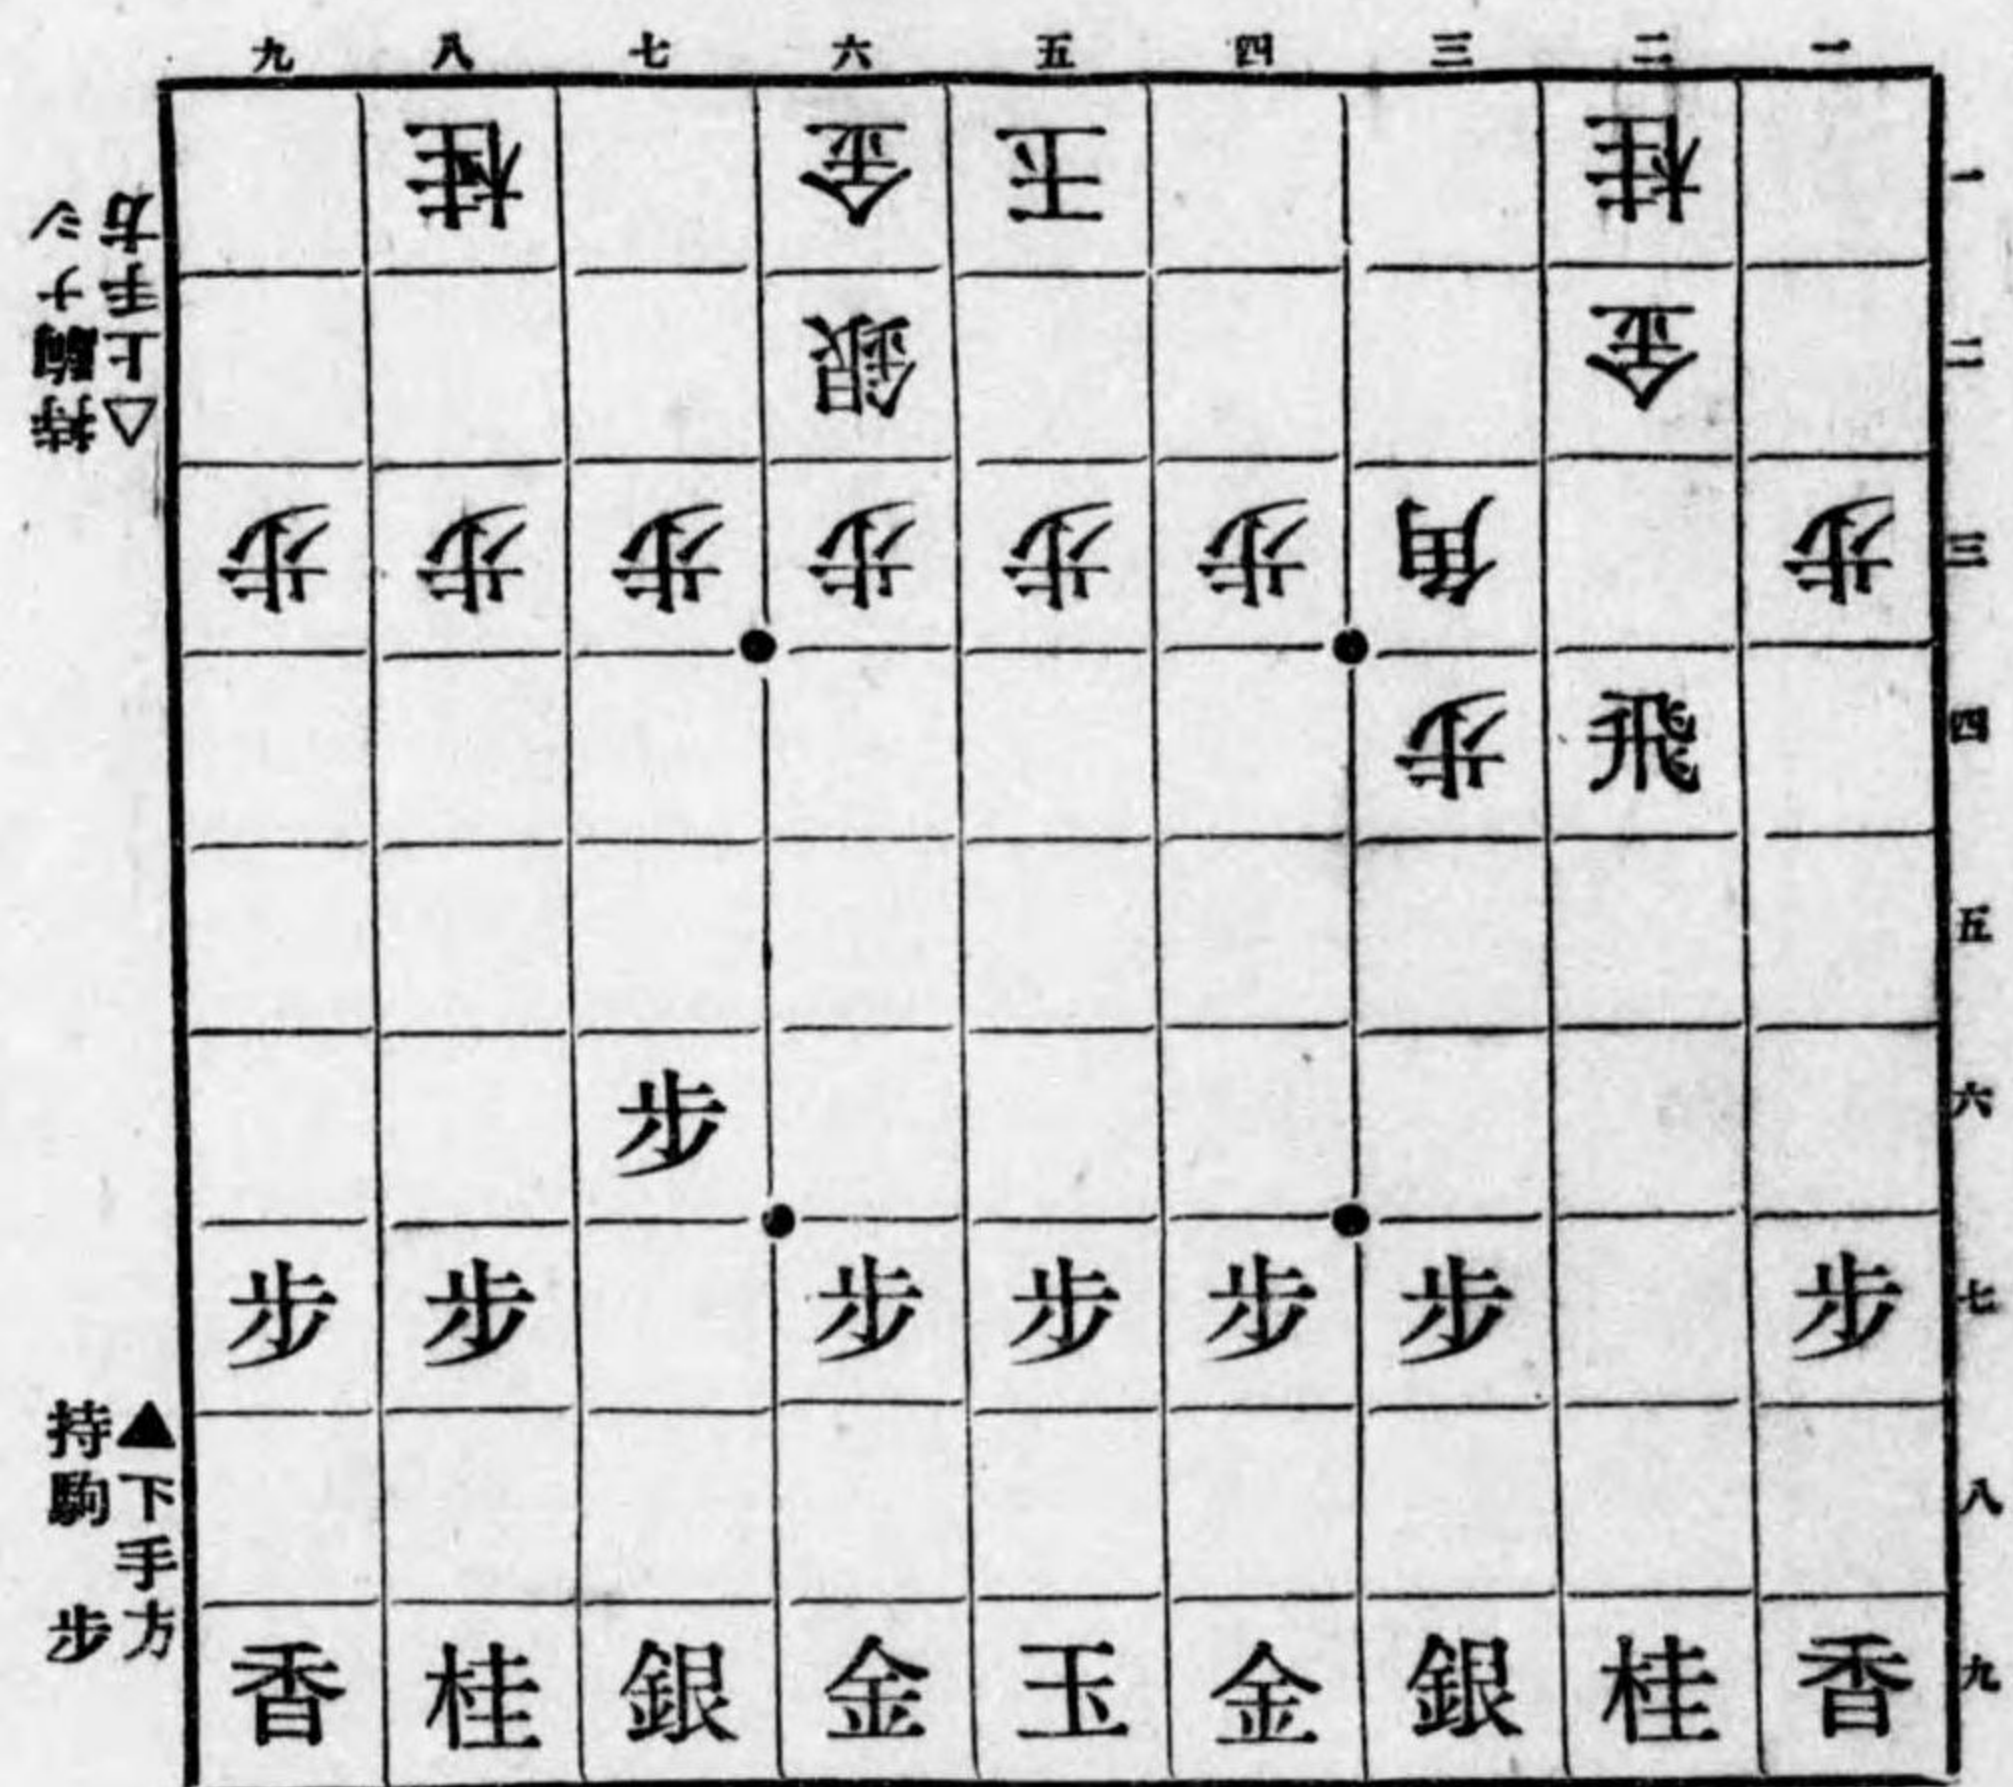 九 八 七 六 五 四 三 二 一
桂 金 玉 桂 一
銀 金 二
歩 歩 歩 歩 歩 歩 角 歩 三
歩 飛 四
五
歩 六
歩 歩 歩 歩 歩 歩 歩 七
八
香 桂 銀 金 玉 金 銀 桂 香 九
△上手方
持駒ナシ
▲下手方
持駒 歩